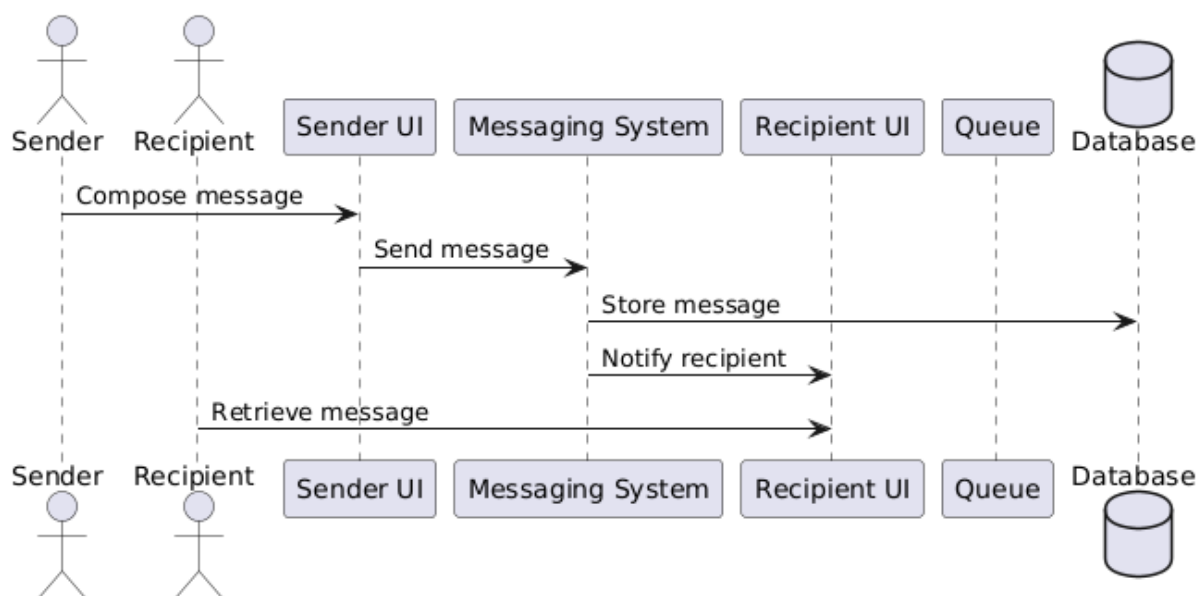 Sender
Recipient
Sender UI
Messaging System
Recipient UI
Queue
Database
Compose message
Send message
Store message
Notify recipient
Retrieve message
Sender
Recipient
Sender UI
Messaging System
Recipient UI
Queue
Database